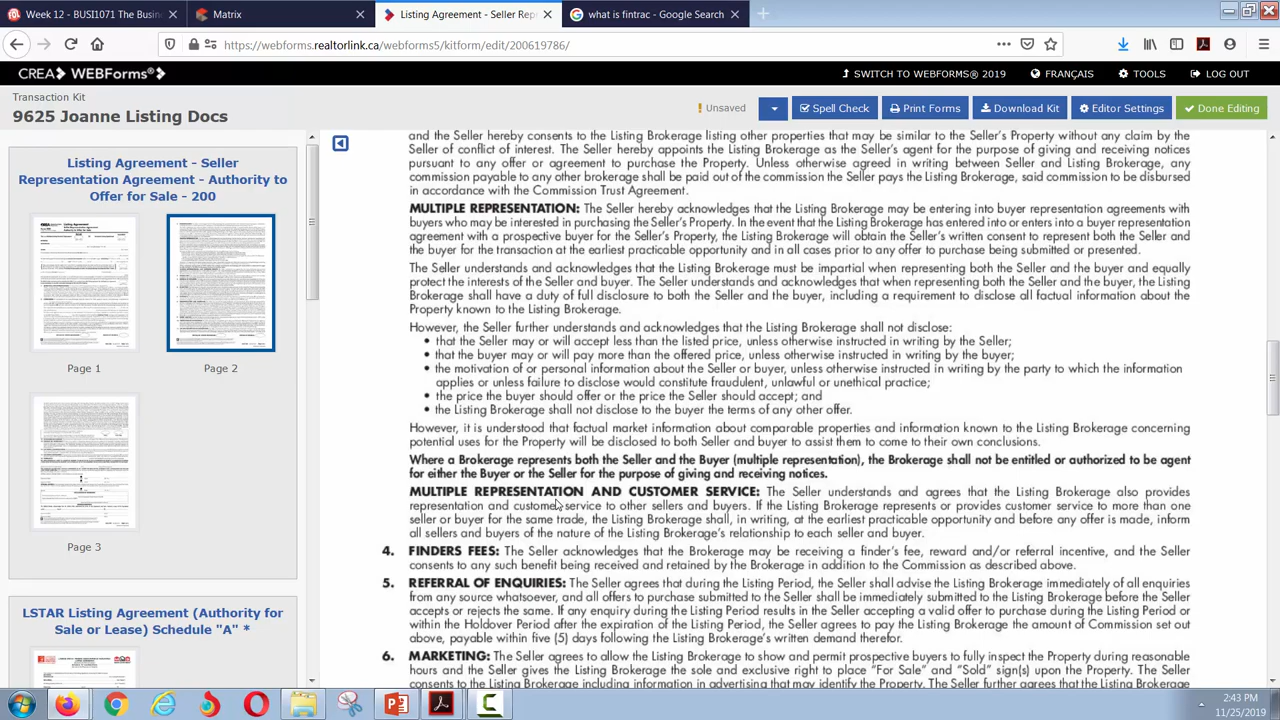 Week 12 - BUSI1071 The Busin
Matrix
Listing Agreement - Seller Repr
what is fintrac - Google Search
https://webforms.realtorlink.ca/webforms5/kitform/edit/200619786/
CREA WEBForms®
SWITCH TO WEBFORMS® 2019
FRANÇAIS
TOOLS
LOG OUT
Transaction Kit
9625 Joanne Listing Docs
Unsaved
Spell Check
Print Forms
Download Kit
Editor Settings
Done Editing
Listing Agreement - Seller
Representation Agreement - Authority to
Offer for Sale - 200
Page 1
Page 2
Page 3
LSTAR Listing Agreement (Authority for
Sale or Lease) Schedule "A" *
and the Seller hereby consents to the Listing Brokerage listing other properties that may be similar to the Seller's Property without any claim by the
Seller of conflict of interest. The Seller hereby appoints the Listing Brokerage as the Seller's agent for the purpose of giving and receiving notices
pursuant to any offer or agreement to purchase the Property. Unless otherwise agreed in writing between Seller and Listing Brokerage, any
commission payable to any other brokerage shall be paid out of the commission the Seller pays the Listing Brokerage, said commission to be disbursed
in accordance with the Commission Trust Agreement.
MULTIPLE REPRESENTATION: The Seller hereby acknowledges that the Listing Brokerage may be entering into buyer representation agreements with
buyers who may be interested in purchasing the Seller's Property. In the event that the Listing Brokerage has entered into or enters into a buyer representation
agreement with a prospective buyer for the Seller's Property, the Listing Brokerage will obtain the Seller's written consent to represent both the Seller and
the buyer for the transaction at the earliest practicable opportunity and in all cases prior to any offer to purchase being submitted or presented.
The Seller understands and acknowledges that the Listing Brokerage must be impartial when representing both the Seller and the buyer and equally
protect the interests of the Seller and buyer. The Seller understands and acknowledges that when representing both the Seller and the buyer, the Listing
Brokerage shall have a duty of full disclosure to both the Seller and the buyer, including a requirement to disclose all factual information about the
Property known to the Listing Brokerage.
However, the Seller further understands and acknowledges that the Listing Brokerage shall not disclose:
• that the Seller may or will accept less than the listed price, unless otherwise instructed in writing by the Seller;
• that the buyer may or will pay more than the offered price, unless otherwise instructed in writing by the buyer;
• the motivation of or personal information about the Seller or buyer, unless otherwise instructed in writing by the party to which the information
applies or unless failure to disclose would constitute fraudulent, unlawful or unethical practice;
• the price the buyer should offer or the price the Seller should accept; and
• the Listing Brokerage shall not disclose to the buyer the terms of any other offer.
However, it is understood that factual market information about comparable properties and information known to the Listing Brokerage concerning
potential uses for the Property will be disclosed to both Seller and buyer to assist them to come to their own conclusions.
Where a Brokerage represents both the Seller and the Buyer (multiple representation), the Brokerage shall not be entitled or authorized to be agent
for either the Buyer or the Seller for the purpose of giving and receiving notices.
MULTIPLE REPRESENTATION AND CUSTOMER SERVICE: The Seller understands and agrees that the Listing Brokerage also provides
representation and customer service to other sellers and buyers. If the Listing Brokerage represents or provides customer service to more than one
seller or buyer for the same trade, the Listing Brokerage shall, in writing, at the earliest practicable opportunity and before any offer is made, inform
all sellers and buyers of the nature of the Listing Brokerage's relationship to each seller and buyer.
4. FINDERS FEES: The Seller acknowledges that the Brokerage may be receiving a finder's fee, reward and/or referral incentive, and the Seller
consents to any such benefit being received and retained by the Brokerage in addition to the Commission as described above.
5. REFERRAL OF ENQUIRIES: The Seller agrees that during the Listing Period, the Seller shall advise the Listing Brokerage immediately of all enquiries
from any source whatsoever, and all offers to purchase submitted to the Seller shall be immediately submitted to the Listing Brokerage before the Seller
accepts or rejects the same. If any enquiry during the Listing Period results in the Seller accepting a valid offer to purchase during the Listing Period or
within the Holdover Period after the expiration of the Listing Period, the Seller agrees to pay the Listing Brokerage the amount of Commission set out
above, payable within five (5) days following the Listing Brokerage's written demand therefor.
6. MARKETING: The Seller agrees to allow the Listing Brokerage to show and permit prospective buyers to fully inspect the Property during reasonable
hours and the Seller gives the Listing Brokerage the sole and exclusive right to place "For Sale" and "Sold" sign(s) upon the Property. The Seller
consents to the Listing Brokerage including information in advertising that may identify the Property. The Seller further agrees that the Listing Brokerage
2:43 PM
11/25/2019